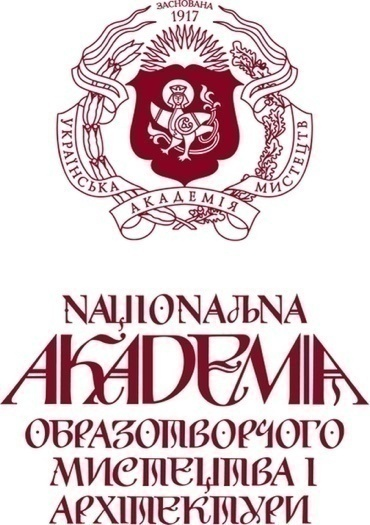 ЗАСНОВАНА
1917
УКРАЇНСЬКА АКАДЕМІЯ МИСТЕЦТВ
НАЦІОНАЛЬНА
АКАДЕМІЯ
ОБРАЗОТВОРЧОГО
МИСТЕЦТВА І
АРХІТЕКТУРИ